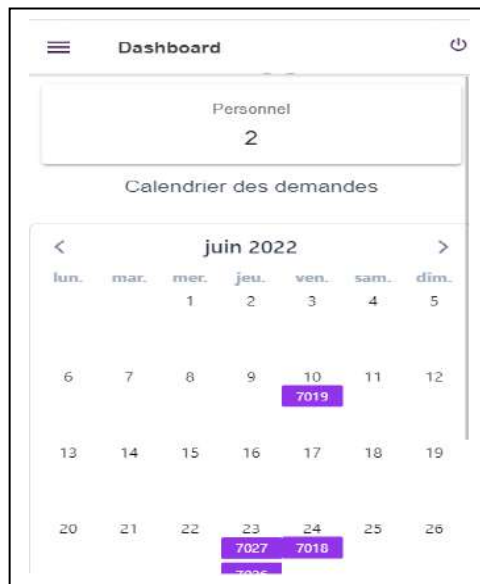 Dashboard
Personnel
2
Calendrier des demandes
< juin 2022 >
lun. mar. mer. jeu. ven. sam. dim.
1 2 3 4 5
6 7 8 9 10 11 12
7019
13 14 15 16 17 18 19
20 21 22 23 24 25 26
7027 7018